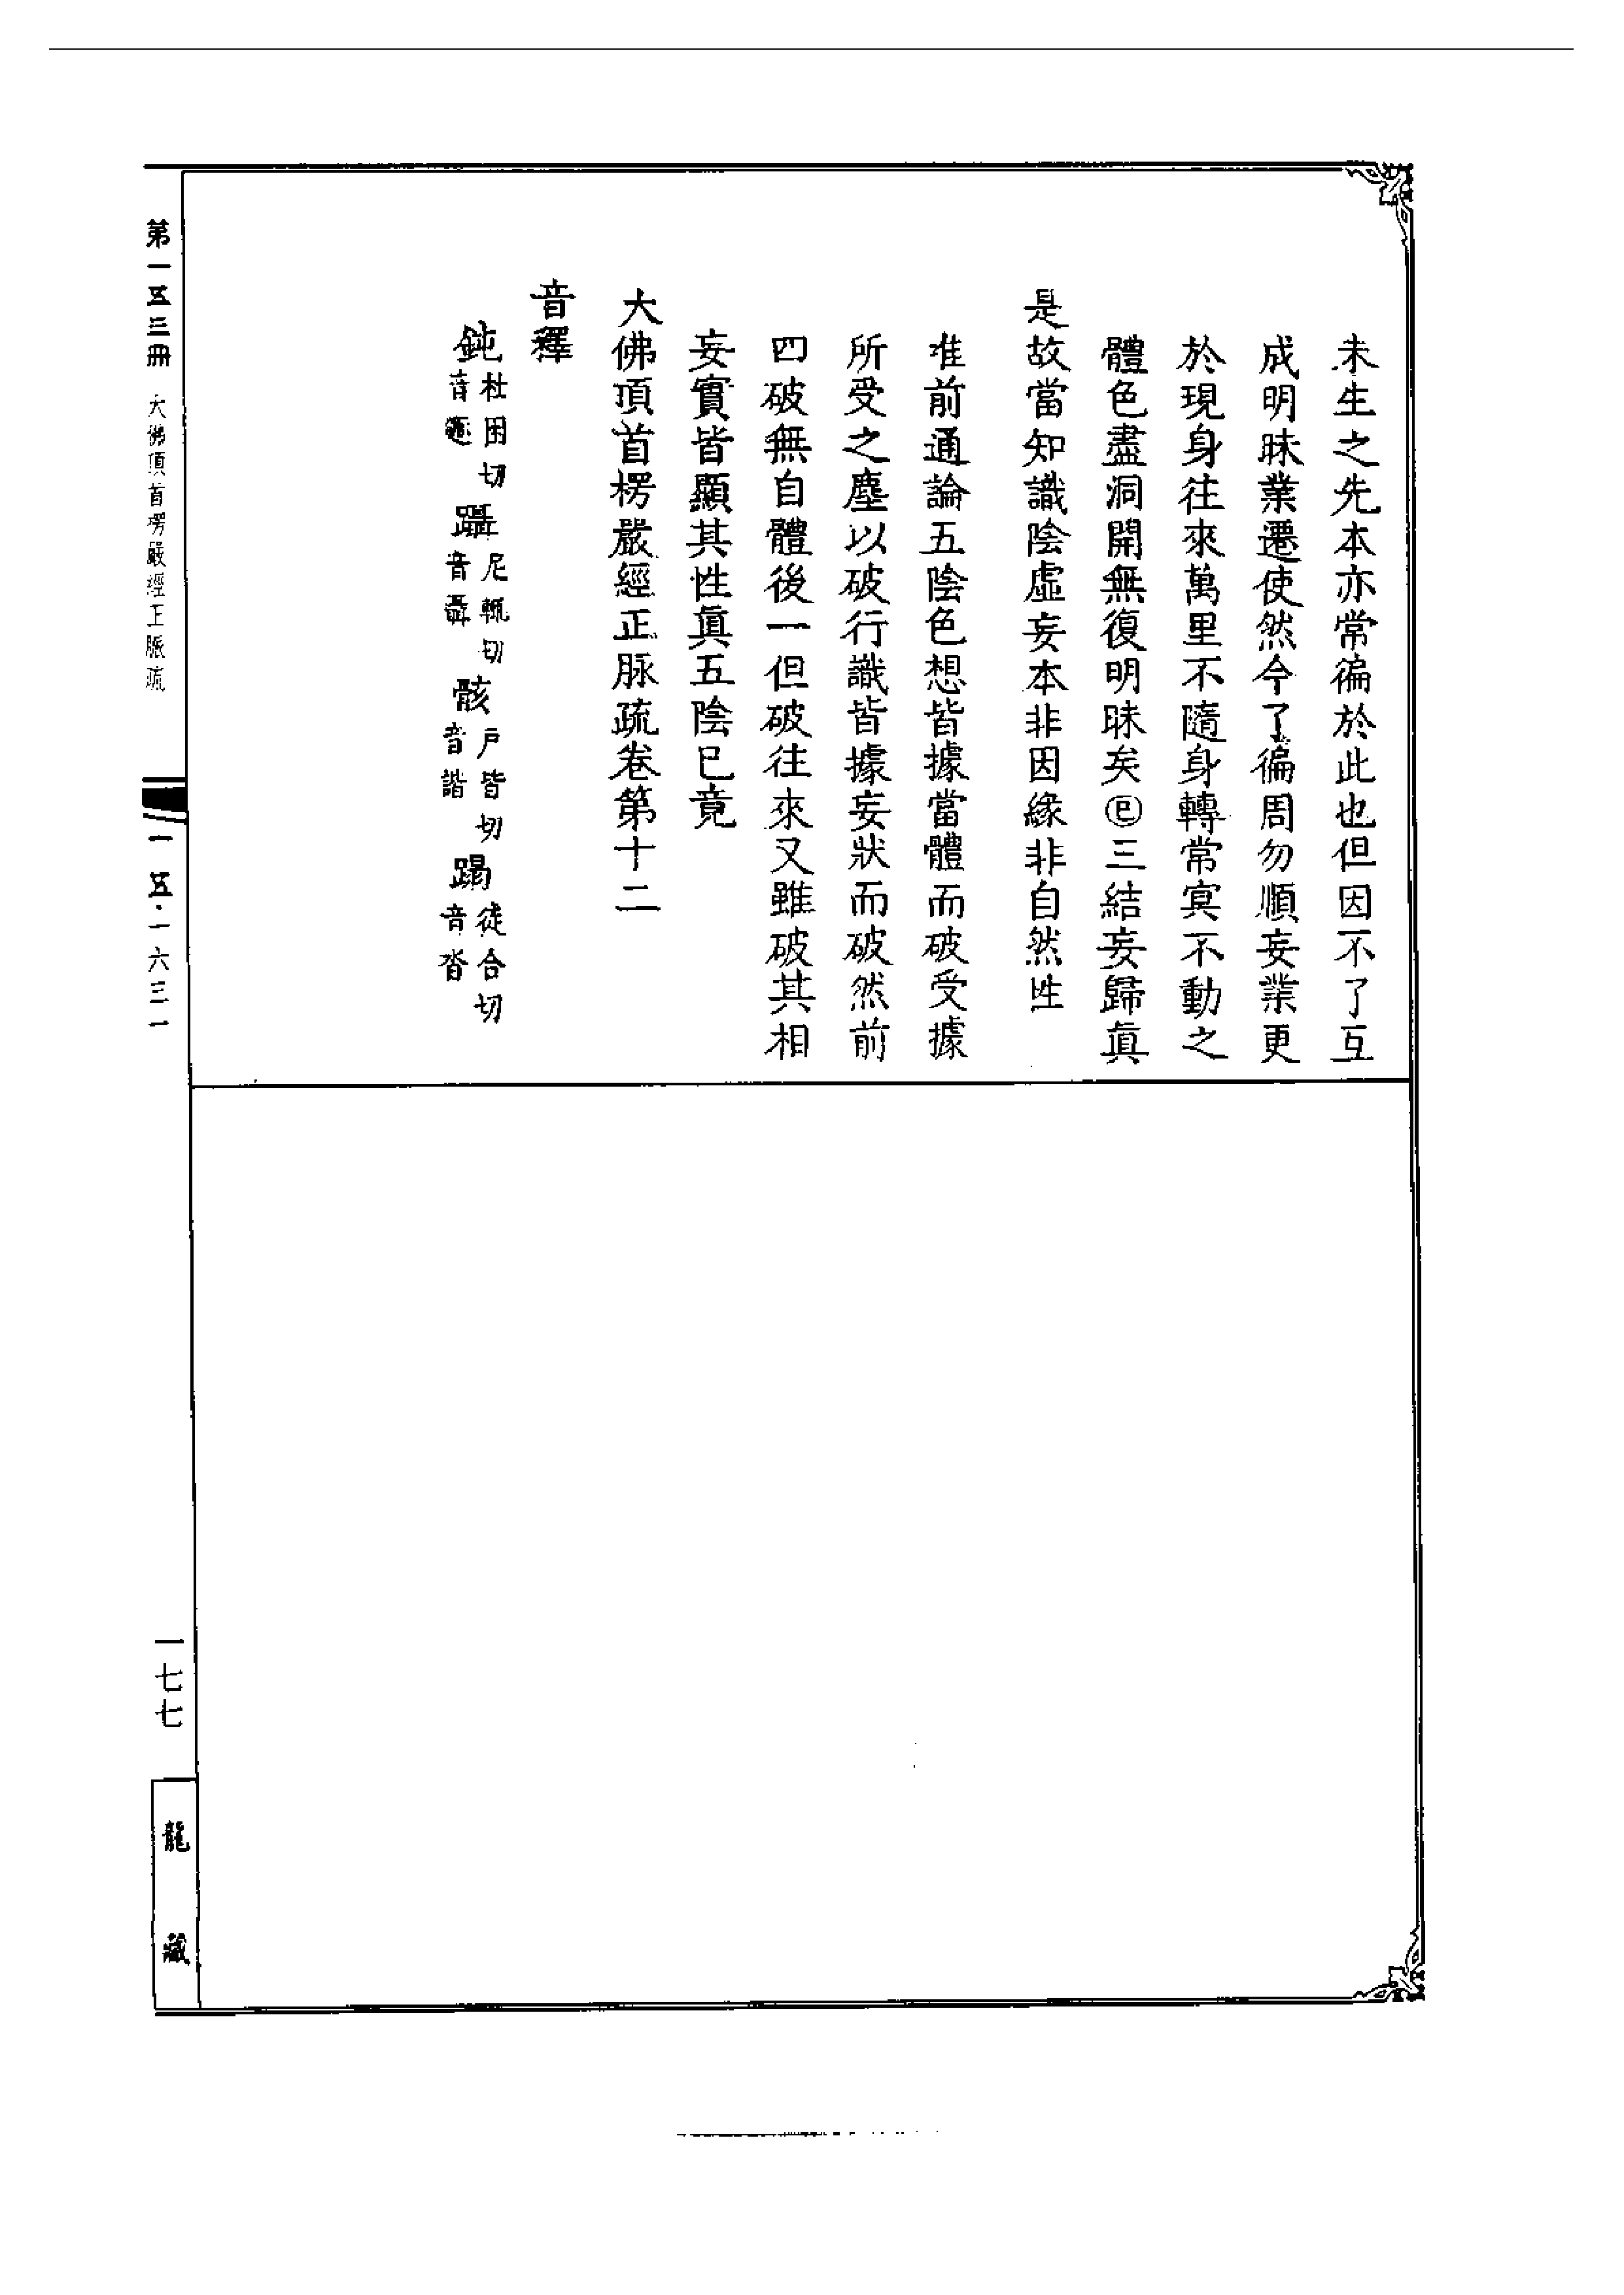 未生之先本亦常徧於此也但因不了互
成明昧業遷使然今了徧周勿順妄業更
於現身往來萬里不隨身轉常寂不動之
體色盡洞開無復明昧矣㊂三結妄歸眞
是故當知識陰虛妄本非因緣非自然性
准前通論五陰色想皆據當體而破受據
所受之塵以破行識皆據妄狀而破然前
四破無自體後一但破往來又雖破其相
妄實皆顯其性眞五陰已竟
大佛頂首楞嚴經正脉疏卷第十二
音釋
鈍杜困切音遯 躡尼輒切音聶 骸戶皆切音諧 蹋徒合切音沓
第一五三冊 大佛頂首楞嚴經正脈疏
一五·一六三一
一七七
龍藏